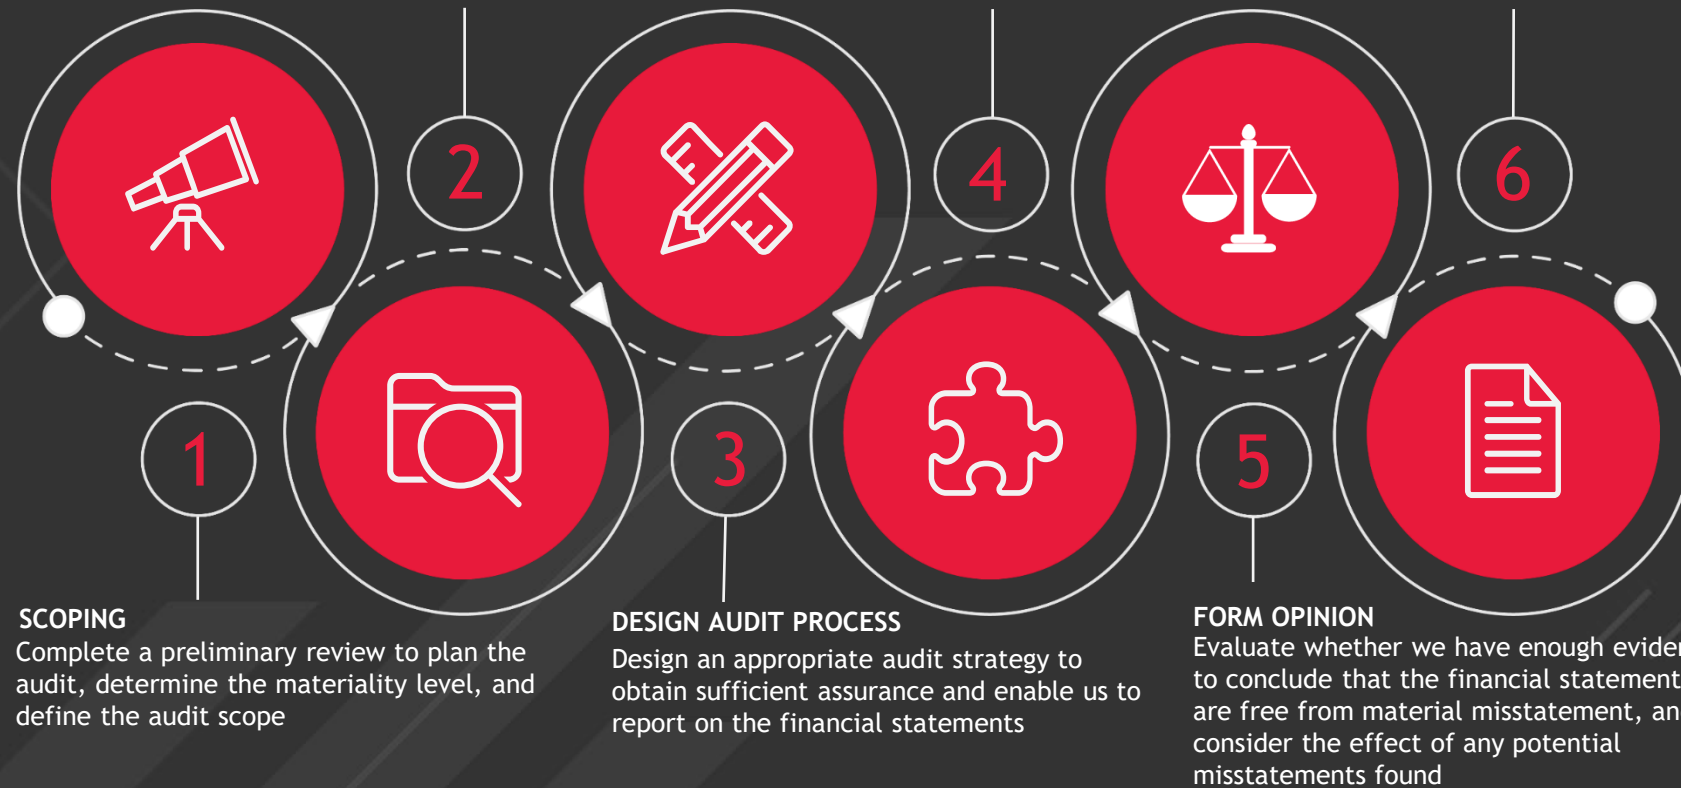 2
4
6
1
3
5
SCOPING
Complete a preliminary review to plan the
audit, determine the materiality level, and
define the audit scope
DESIGN AUDIT PROCESS
Design an appropriate audit strategy to
obtain sufficient assurance and enable us to
report on the financial statements
FORM OPINION
Evaluate whether we have enough eviden
to conclude that the financial statement
are free from material misstatement, an
consider the effect of any potential
misstatements found